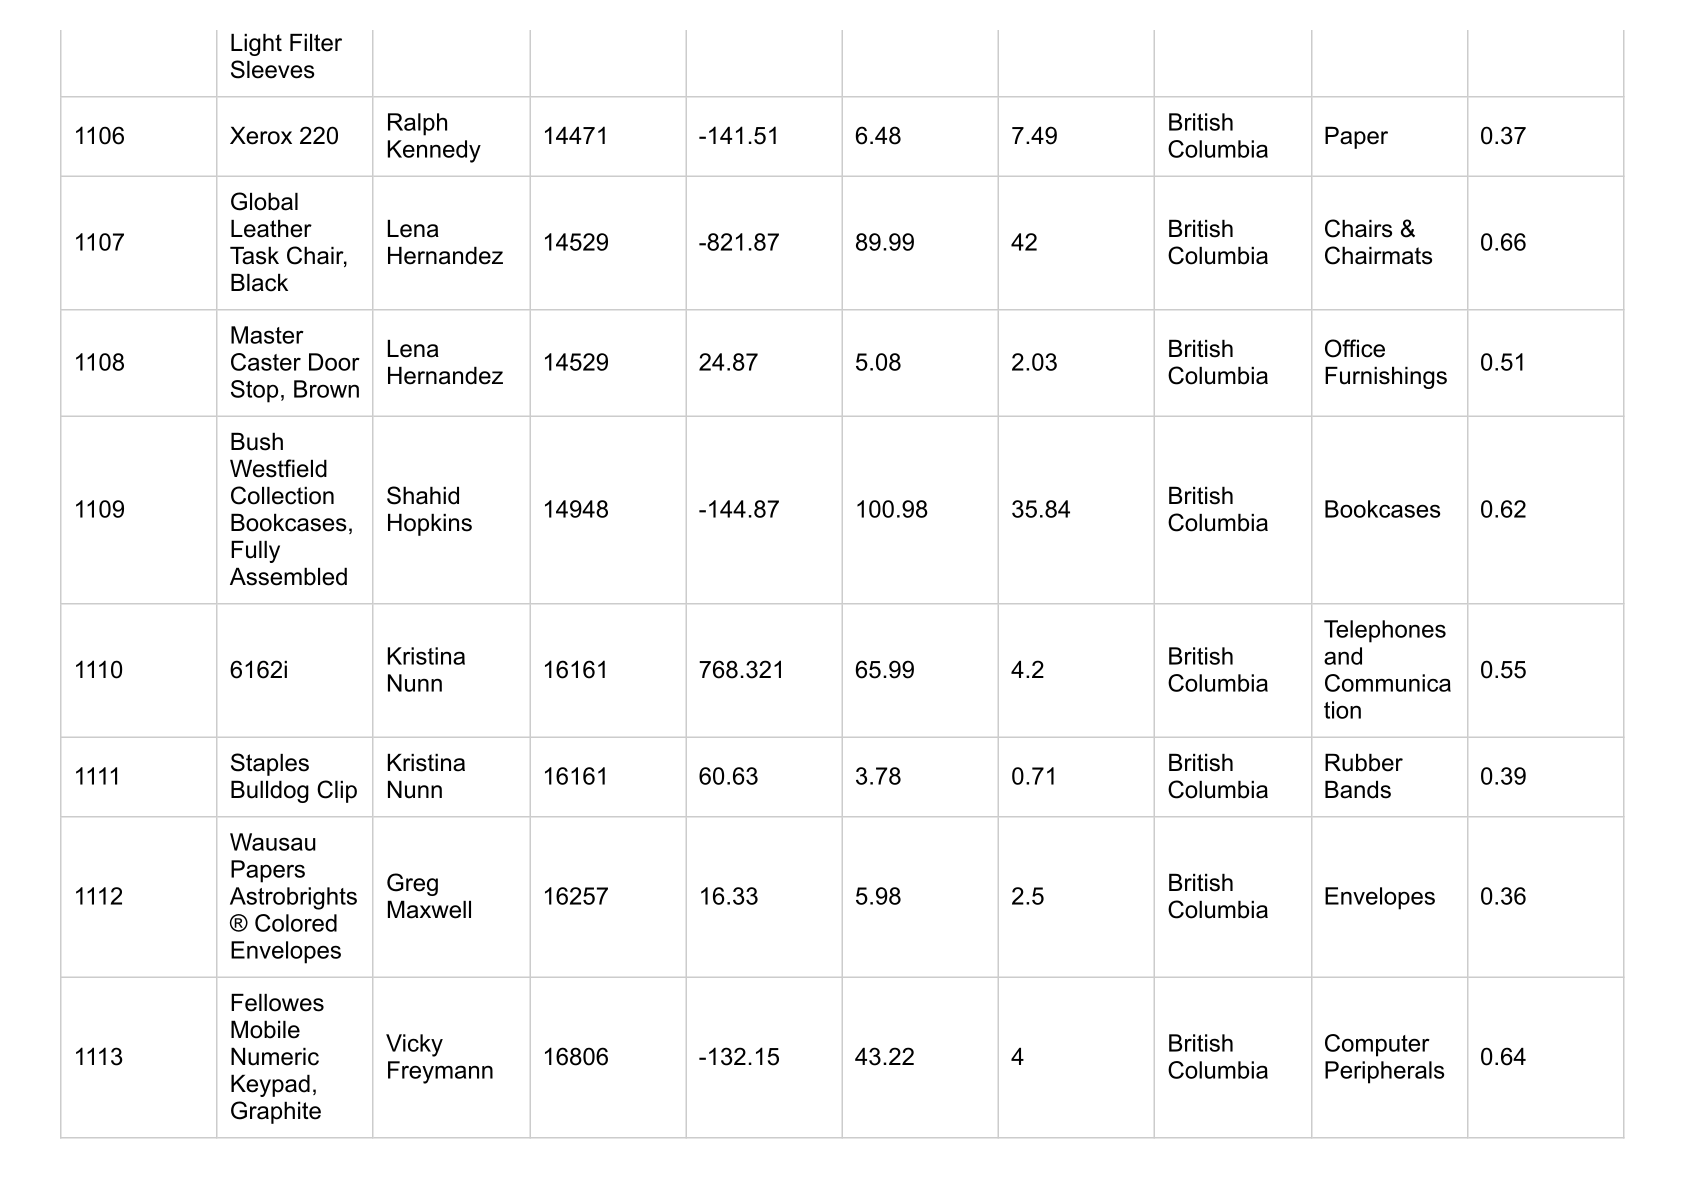 Light Filter
Sleeves
1106
Xerox 220
Ralph
Kennedy
14471
-141.51
6.48
7.49
British
Columbia
Paper
0.37
1107
Global
Leather
Task Chair,
Black
Lena
Hernandez
14529
-821.87
89.99
42
British
Columbia
Chairs &
Chairmats
0.66
1108
Master
Caster Door
Stop, Brown
Lena
Hernandez
14529
24.87
5.08
2.03
British
Columbia
Office
Furnishings
0.51
1109
Bush
Westfield
Collection
Bookcases,
Fully
Assembled
Shahid
Hopkins
14948
-144.87
100.98
35.84
British
Columbia
Bookcases
0.62
1110
6162i
Kristina
Nunn
16161
768.321
65.99
4.2
British
Columbia
Telephones
and
Communica
tion
0.55
1111
Staples
Bulldog Clip
Kristina
Nunn
16161
60.63
3.78
0.71
British
Columbia
Rubber
Bands
0.39
1112
Wausau
Papers
Astrobrights
® Colored
Envelopes
Greg
Maxwell
16257
16.33
5.98
2.5
British
Columbia
Envelopes
0.36
1113
Fellowes
Mobile
Numeric
Keypad,
Graphite
Vicky
Freymann
16806
-132.15
43.22
4
British
Columbia
Computer
Peripherals
0.64